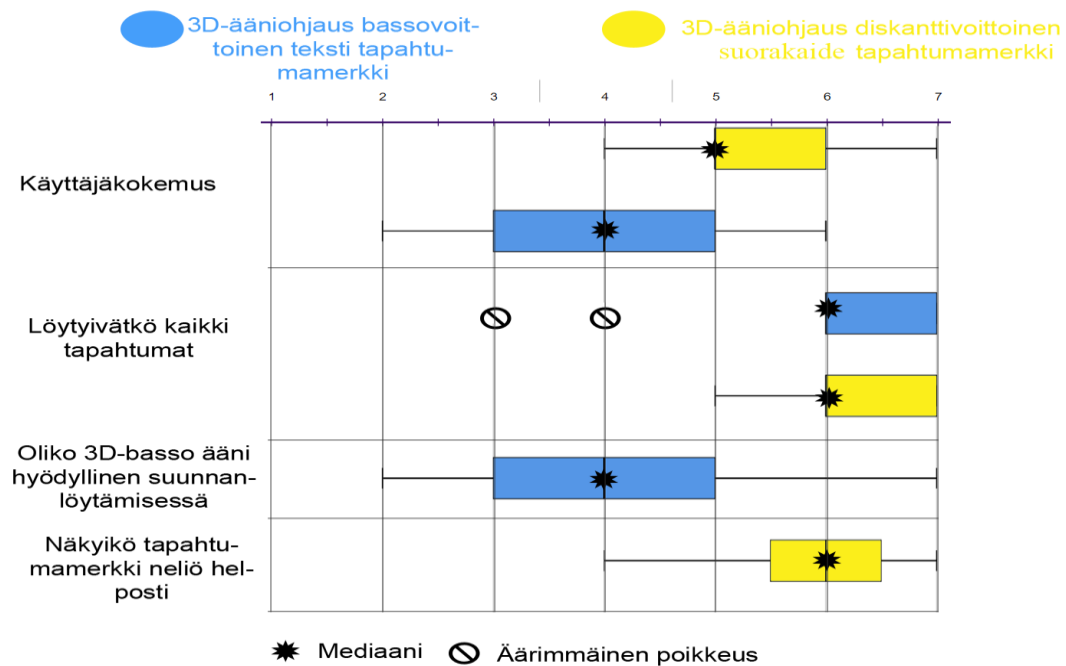 3D-ääniohjaus bassovoit-
toinen teksti tapahtu-
mamerkki
3D-ääniohjaus diskanttivoittoinen
suorakaide tapahtumamerkki
1 2 3 4 5 6 7
Käyttäjäkokemus
Löytyivätkö kaikki
tapahtumat
Oliko 3D-basso ääni
hyödyllinen suunnan-
löytämisessä
Näkyikö tapahtu-
mamerkki neliö hel-
posti
Mediaani
Äärimmäinen poikkeus